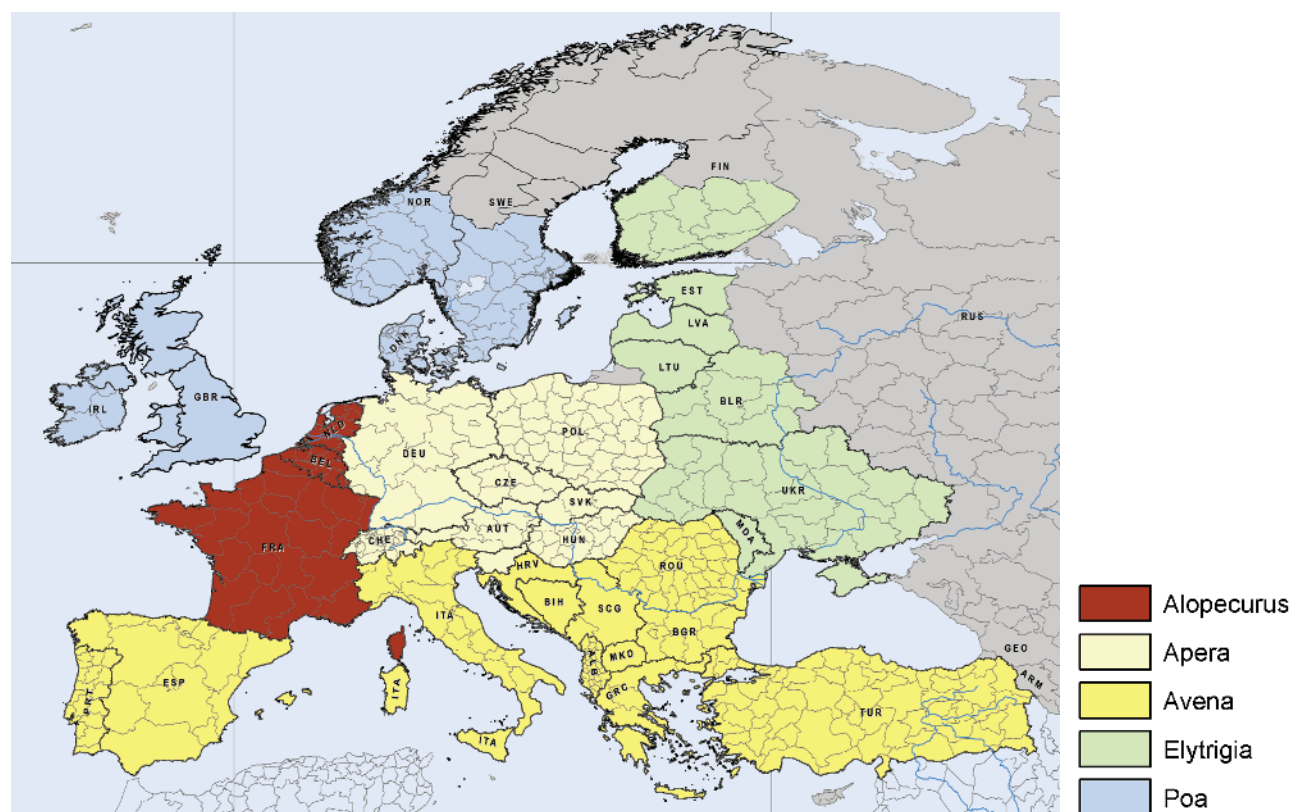 FIN
NOR
SWE
EST
RUS
LVA
DNK
LTU
GBR
BLR
IRL
NLD
POL
DEU
BEL
CZE
UKR
SVK
AUT
MDA
CHE
HUN
FRA
HRV
ROU
BIH
SCG
ITA
BGR
MKD
GEO
ALB
ARM
ESP
ITA
GRC
PRT
TUR
ITA
Alopecurus
Apera
Avena
Elytrigia
Poa